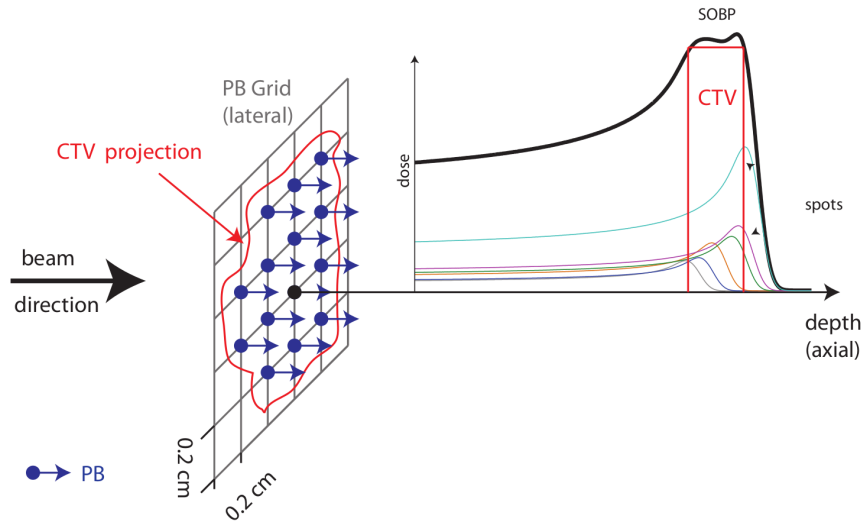 SOBP
PB Grid
(lateral)
CTV
CTV projection
dose
spots
beam
direction
depth
(axial)
0.2 cm
0.2 cm
PB